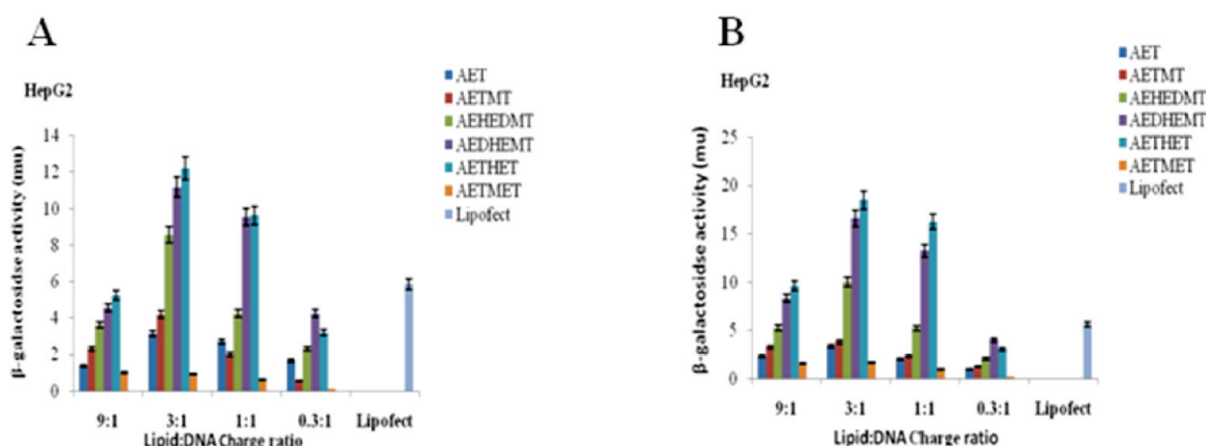 A
HepG2
AET
AETMT
AEHEDMT
AEDHEMT
AETHET
AETMET
Lipofect
β-galactosidse activity (mu)
14
12
10
8
6
4
2
0
9:1
3:1
1:1
0.3:1
Lipofect
Lipid:DNA Charge ratio
B
HepG2
AET
AETMT
AEHEDMT
AEDHEMT
AETHET
AETMET
Lipofect
β-galactosidse activity (mu)
25
20
15
10
5
0
9:1
3:1
1:1
0.3:1
Lipofect
Lipid:DNA Charge ratio